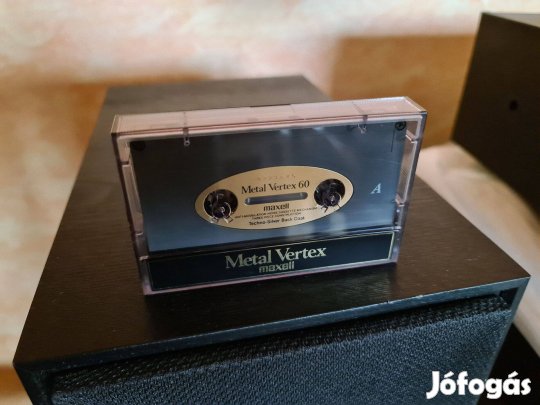 Metal Vertex 60
maxell
Techno-Silver Back Coat
A
Metal Vertex
maxell
Jófogás